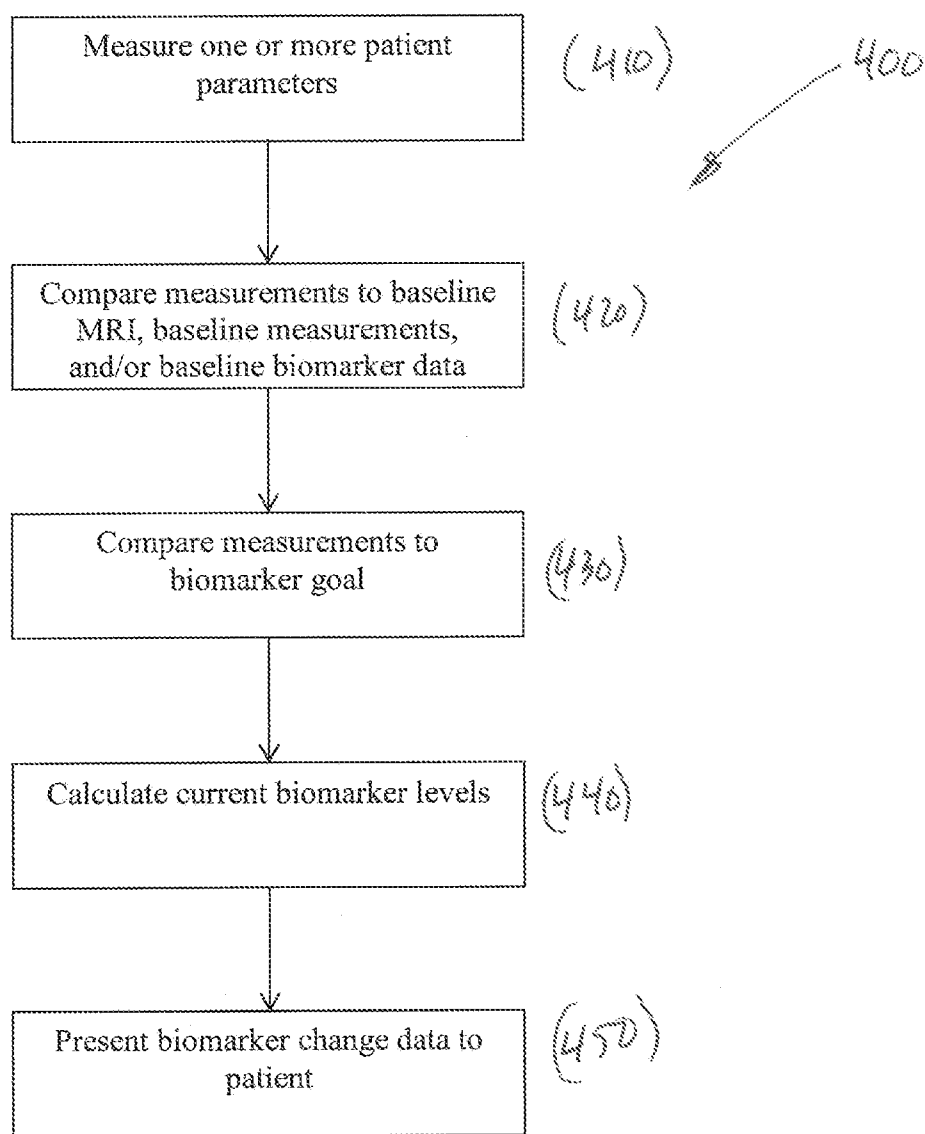 Measure one or more patient
parameters
(410)
400
Compare measurements to baseline
MRI, baseline measurements,
and/or baseline biomarker data
(420)
Compare measurements to
biomarker goal
(430)
Calculate current biomarker levels
(440)
Present biomarker change data to
patient
(450)